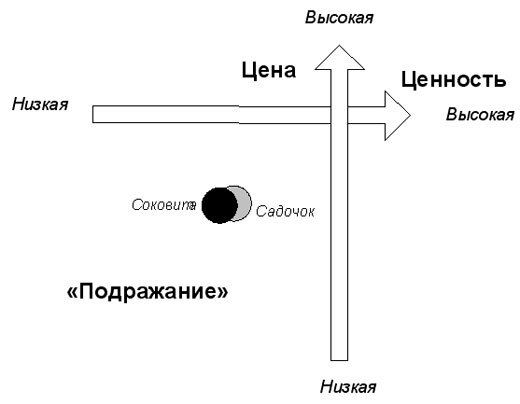 Высокая
Цена
Ценность
Низкая
Высокая
Соковита
Садочок
«Подражание»
Низкая